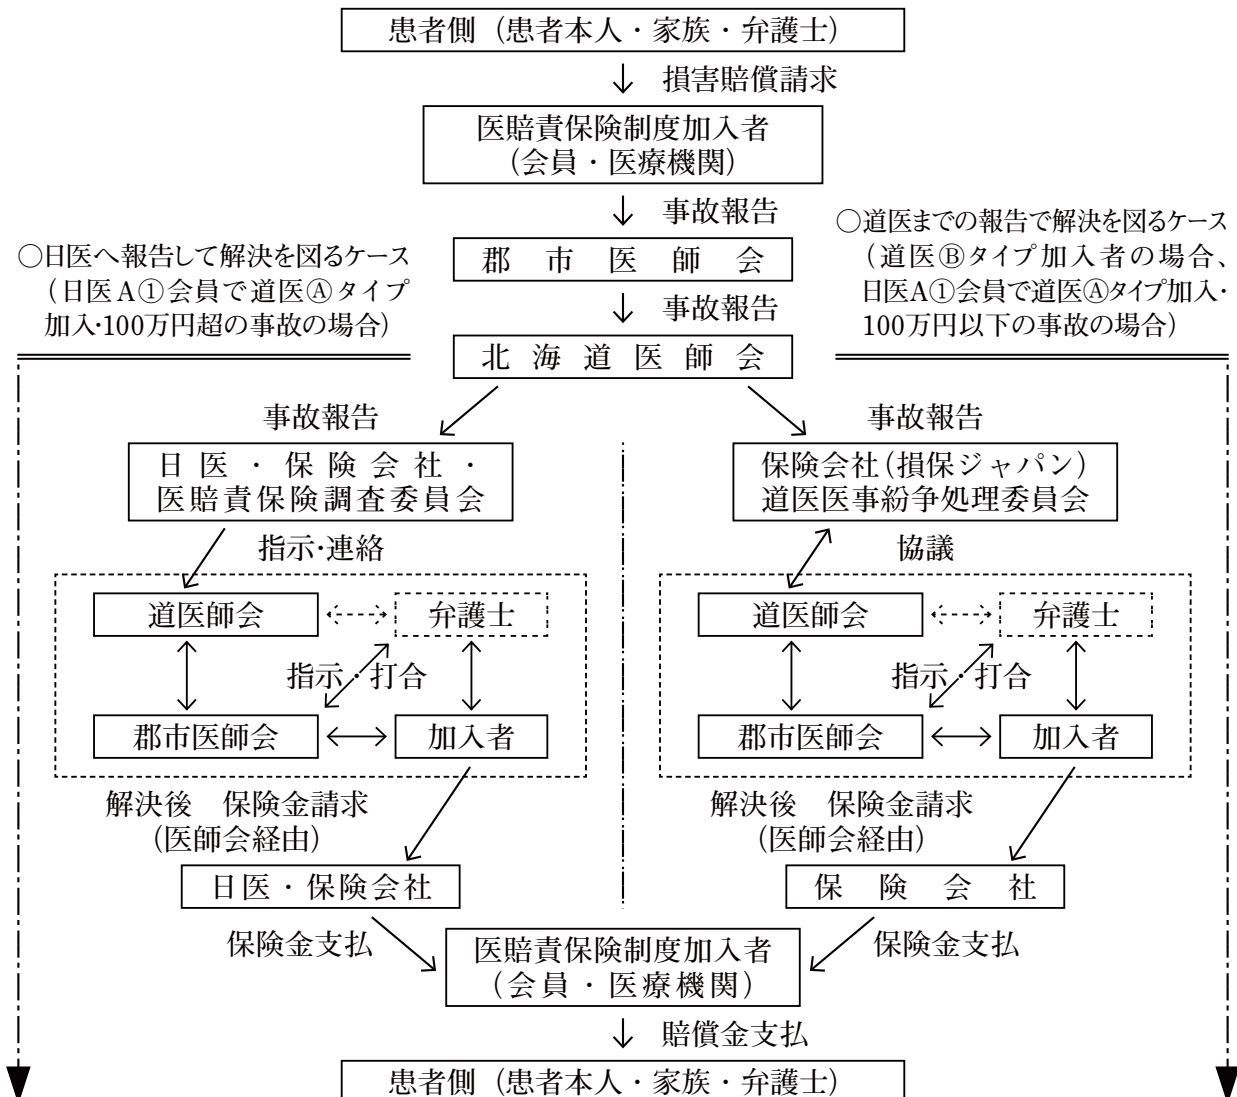 患者側（患者本人・家族・弁護士）
損害賠償請求
医賠責保険制度加入者
（会員・医療機関）
事故報告
郡市医師会
事故報告
北海道医師会
○日医へ報告して解決を図るケース
（日医A①会員で道医Ⓐタイプ
加入・100万円超の事故の場合）
○道医までの報告で解決を図るケース
（道医Ⓑタイプ加入者の場合、
日医A①会員で道医Ⓐタイプ加入・
100万円以下の事故の場合）
事故報告
日医・保険会社・
医賠責保険調査委員会
指示・連絡
道医師会
弁護士
指示・打合
郡市医師会
加入者
解決後　保険金請求
（医師会経由）
日医・保険会社
保険金支払
事故報告
保険会社（損保ジャパン）
道医医事紛争処理委員会
協議
道医師会
弁護士
指示・打合
郡市医師会
加入者
解決後　保険金請求
（医師会経由）
保険会社
保険金支払
医賠責保険制度加入者
（会員・医療機関）
賠償金支払
患者側（患者本人・家族・弁護士）